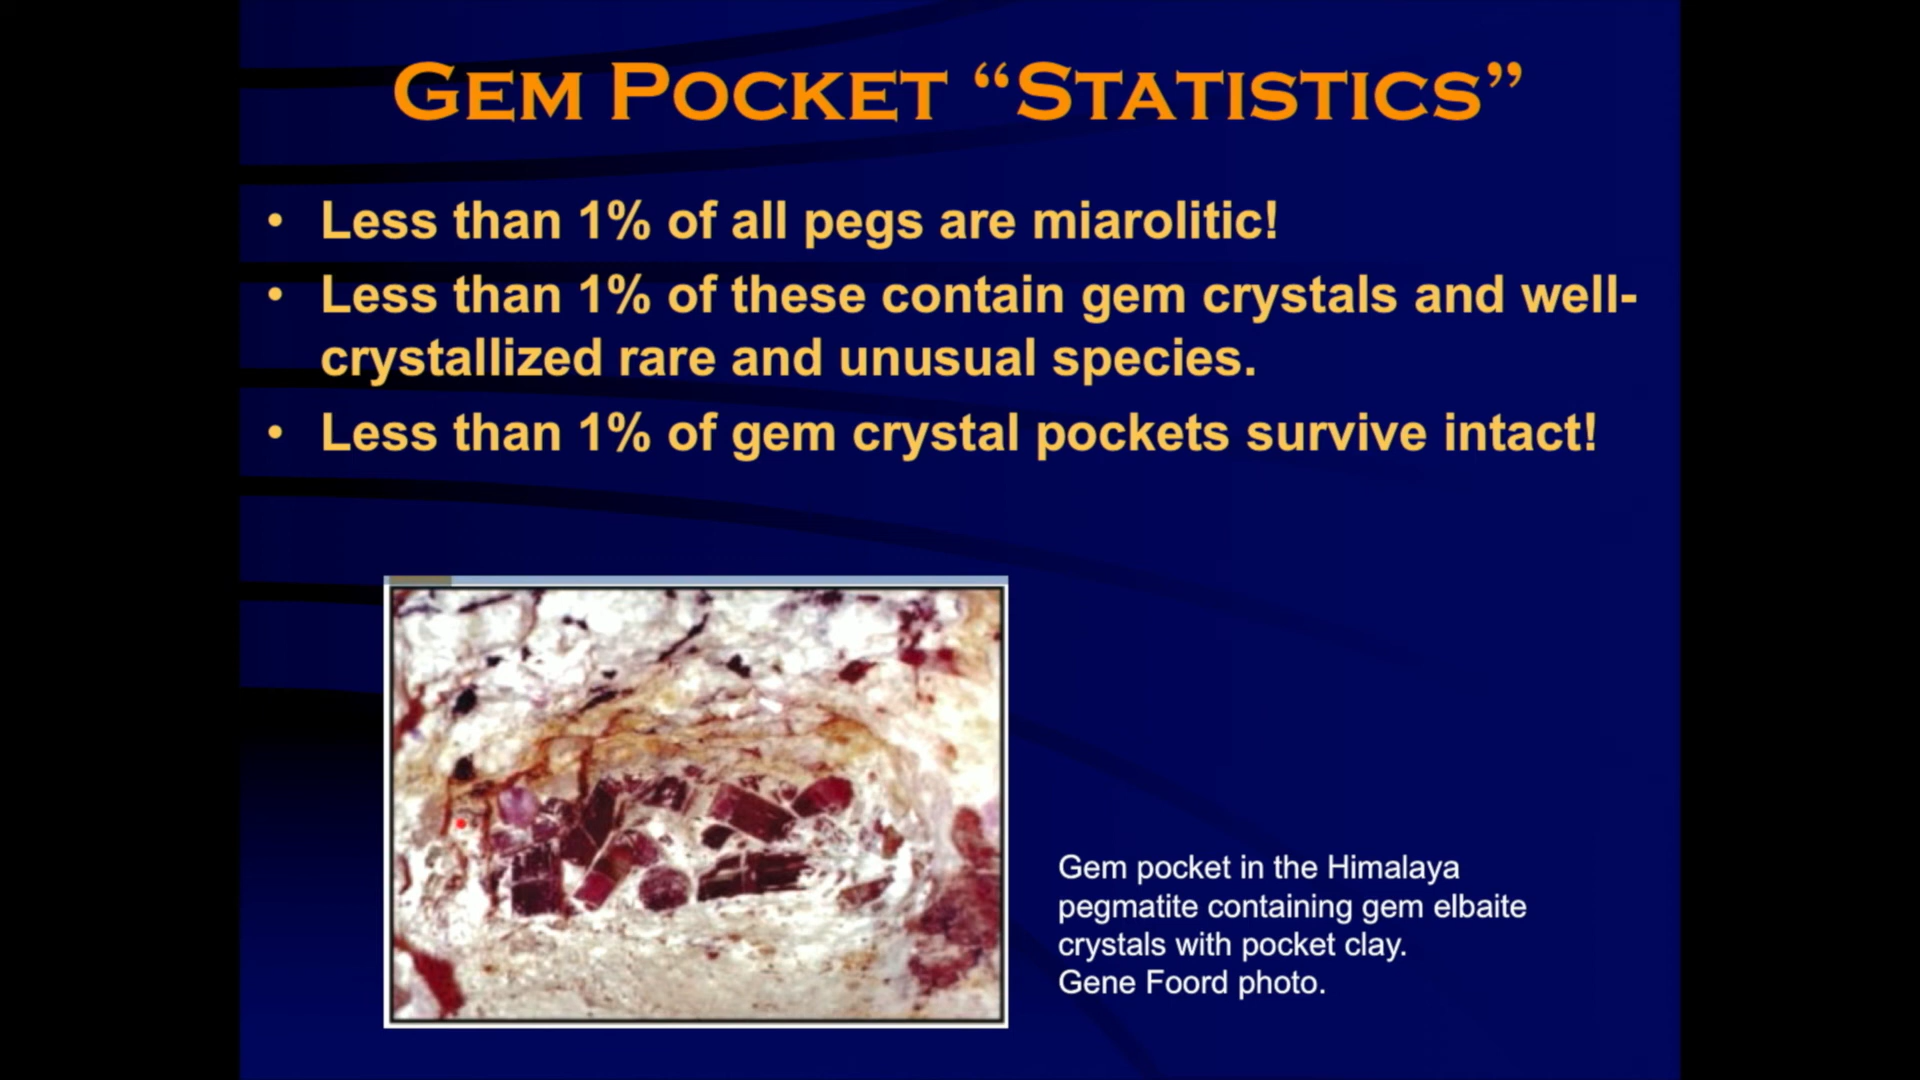 GEM POCKET “STATISTICS”
• Less than 1% of all pegs are miarolitic!
• Less than 1% of these contain gem crystals and well-
crystallized rare and unusual species.
• Less than 1% of gem crystal pockets survive intact!
Gem pocket in the Himalaya
pegmatite containing gem elbaite
crystals with pocket clay.
Gene Foord photo.